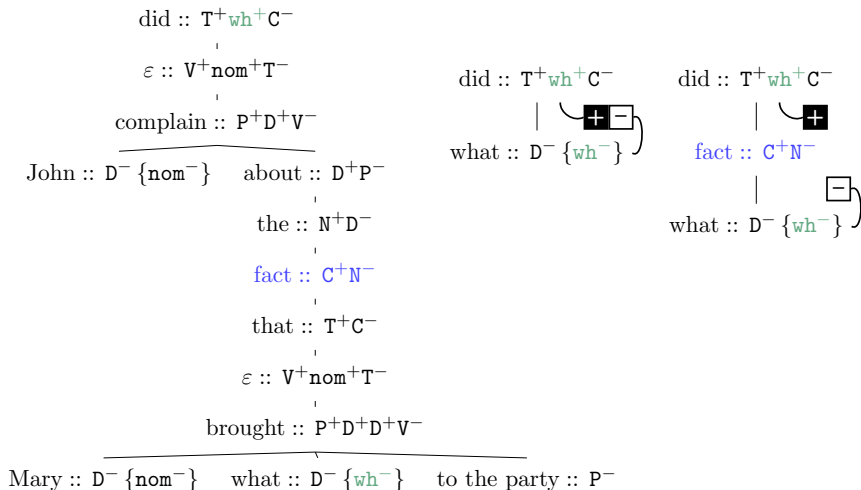 did :: T⁺wh⁺C⁻
ε :: V⁺nom⁺T⁻
complain :: P⁺D⁺V⁻
John :: D⁻ {nom⁻} about :: D⁺P⁻
the :: N⁺D⁻
fact :: C⁺N⁻
that :: T⁺C⁻
ε :: V⁺nom⁺T⁻
brought :: P⁺D⁺D⁺V⁻
Mary :: D⁻ {nom⁻} what :: D⁻ {wh⁻} to the party :: P⁻
did :: T⁺wh⁺C⁻
+ −
what :: D⁻ {wh⁻}
did :: T⁺wh⁺C⁻
+
fact :: C⁺N⁻
−
what :: D⁻ {wh⁻}